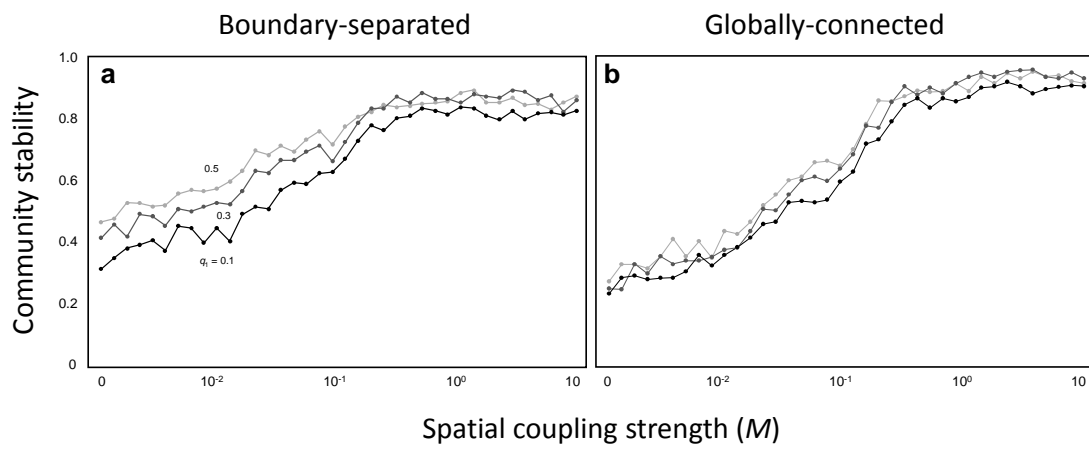 Boundary-separated
Globally-connected
Community stability
1.0
0.8
0.6
0.4
0.2
0
a
0.5
0.3
qt = 0.1
b
0
10-2
10-1
100
10
0
10-2
10-1
100
10
Spatial coupling strength (M)